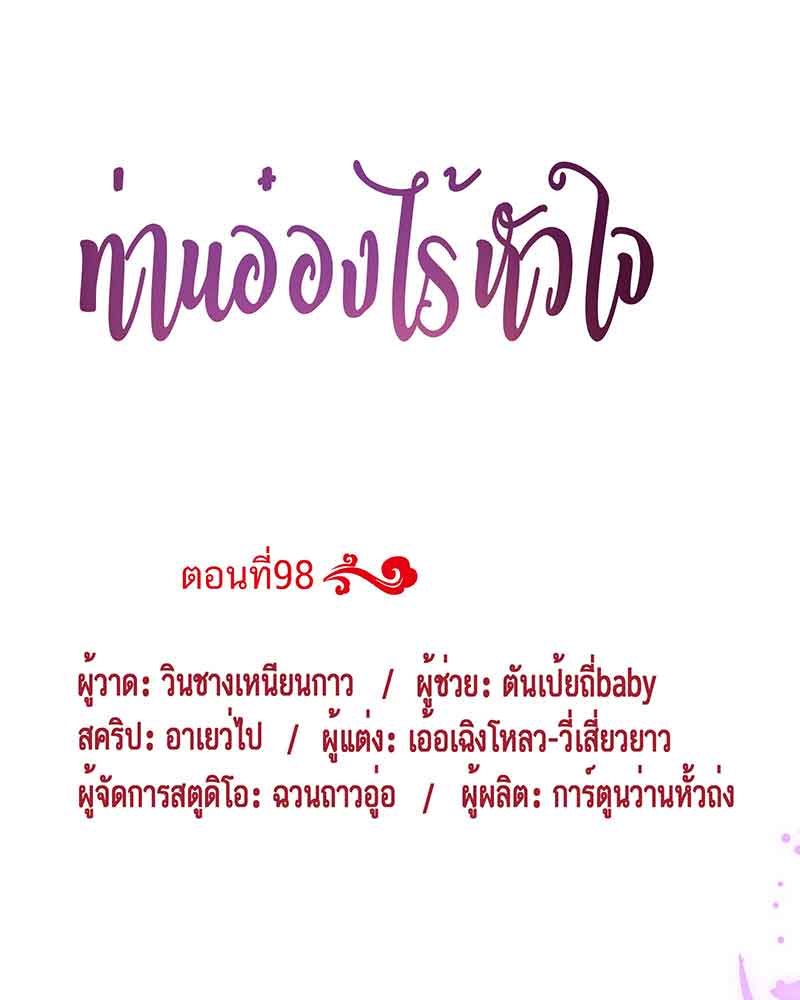 ท่านอ๋องไร้หัวใจ
ตอนที่98
ผู้วาด: วินชางเหนียนกาว / ผู้ช่วย: ตันเป้ยถี่baby
สคริป: อาเยว่ไป / ผู้แต่ง: เอ้อเฉิงโหลว-วี่เสี่ยวยาว
ผู้จัดการสตูดิโอ: ฉวนถาวอู่อ / ผู้ผลิต: การ์ตูนว่านหั้วถ่ง